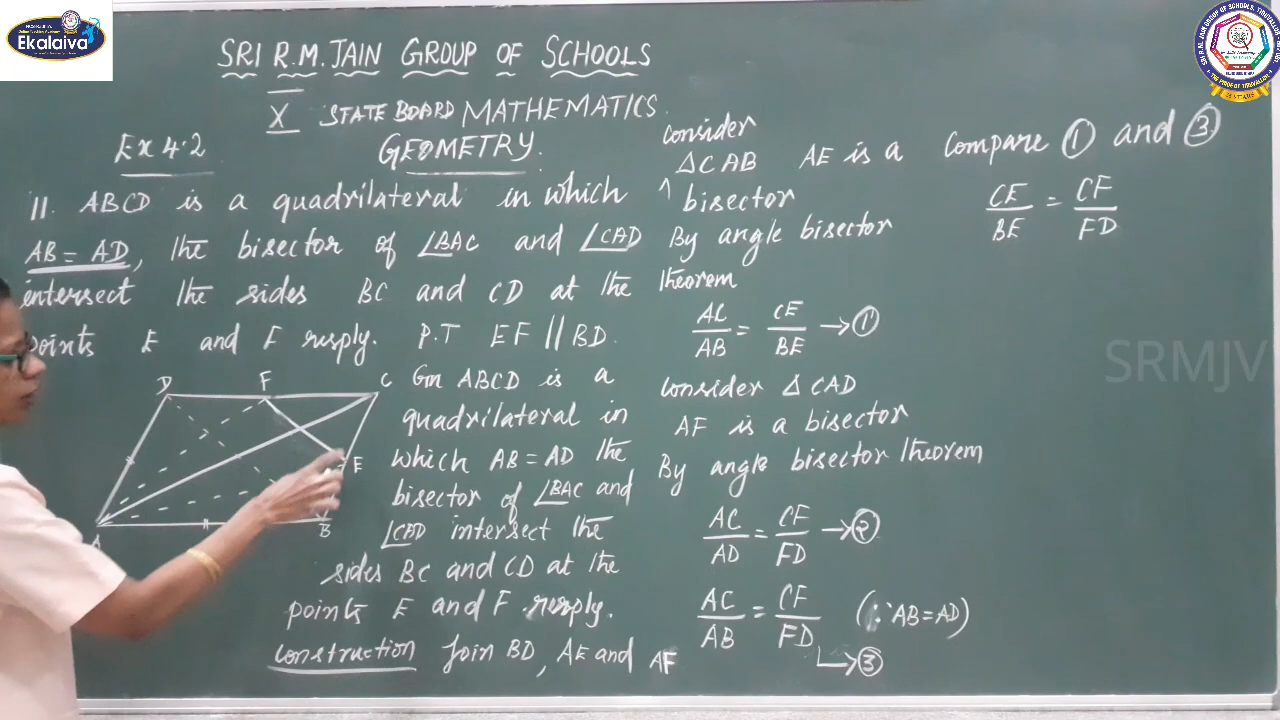 Ekalaiva
SRI R.M. JAIN GROUP OF SCHOOLS
X STATE BOARD MATHEMATICS
Ex 4.2
GEOMETRY.
11. ABCD is a quadrilateral in which
AB = AD, the bisector of ∠BAC and ∠CAD
intersect the sides BC and CD at the
points E and F resply. P.T EF || BD.
D F C
E
A B
Gn ABCD is a
quadrilateral in
which AB = AD the
bisector of ∠BAC and
∠CAD intersect the
sides BC and CD at the
points E and F resply.
construction Join BD, AE and AF
consider
ΔCAB AE is a
bisector
By angle bisector
theorem
AC/AB = CE/BE → ①
consider Δ CAD
AF is a bisector
By angle bisector theorem
AC/AD = CF/FD → ②
AC/AB = CF/FD (∵ AB = AD)
→ ③
Compare ① and ③
CE/BE = CF/FD
SRMJV